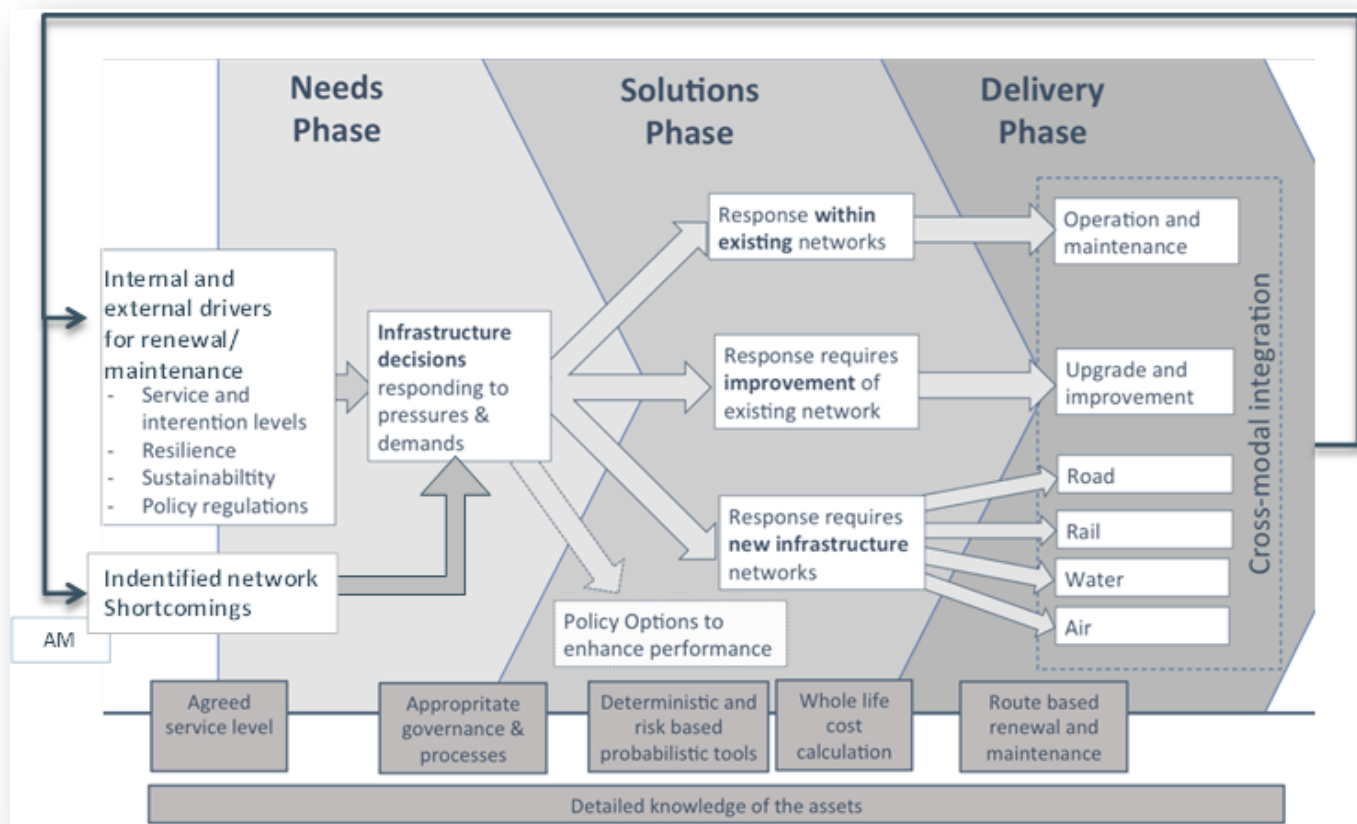 Needs
Phase
Solutions
Phase
Delivery
Phase
Internal and
external drivers
for renewal/
maintenance
- Service and
interention levels
- Resilience
- Sustainabiltity
- Policy regulations
Indentified network
Shortcomings
AM
Infrastructure
decisions
responding to
pressures &
demands
Response within
existing networks
Response requires
improvement of
existing network
Response requires
new infrastructure
networks
Policy Options to
enhance performance
Operation and
maintenance
Upgrade and
improvement
Road
Rail
Water
Air
Cross-modal integration
Agreed
service level
Appropritate
governance &
processes
Deterministic and
risk based
probabilistic tools
Whole life
cost
calculation
Route based
renewal and
maintenance
Detailed knowledge of the assets